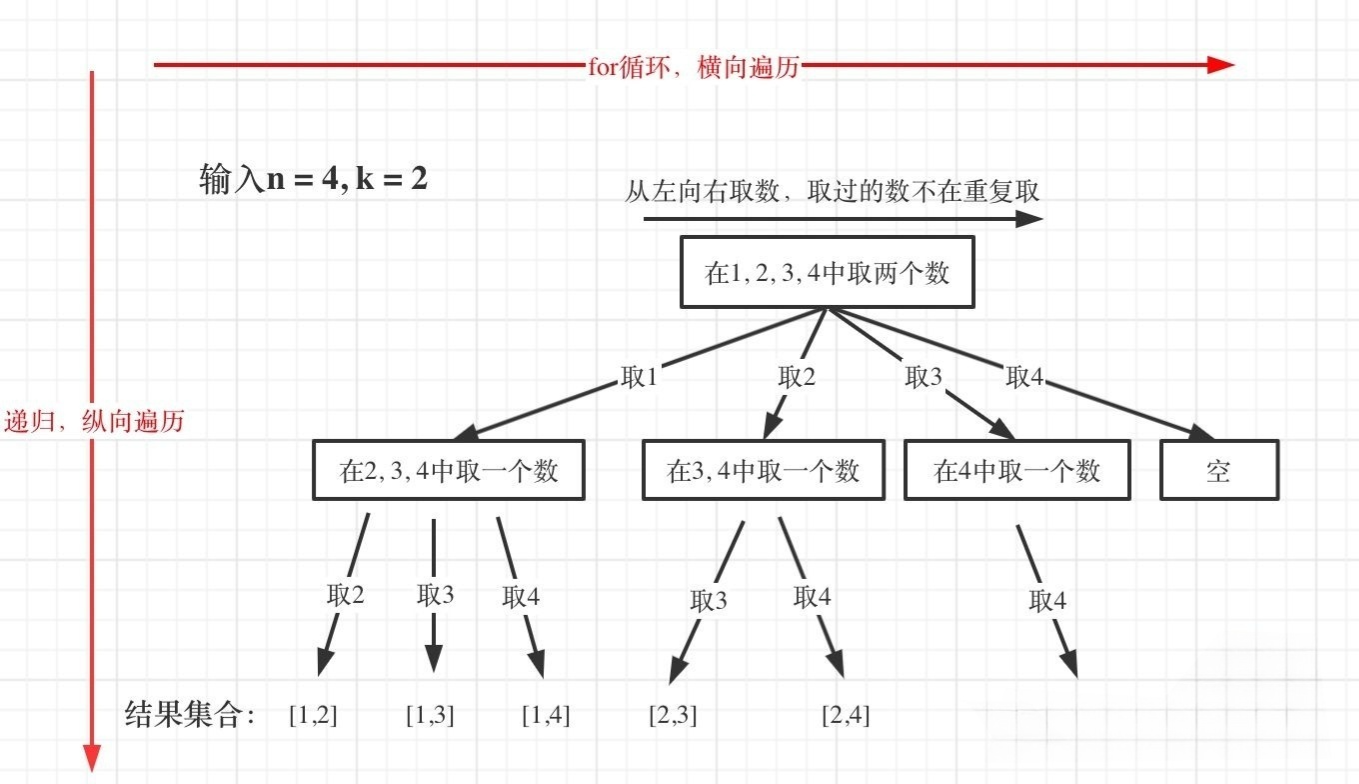 for循环，横向遍历
输入n = 4, k = 2
从左向右取数，取过的数不在重复取
在1, 2, 3, 4中取两个数
取1
取2
取3
取4
递归，纵向遍历
在2, 3, 4中取一个数
在3, 4中取一个数
在4中取一个数
空
取2
取3
取4
取3
取4
取4
结果集合：
[1,2]
[1,3]
[1,4]
[2,3]
[2,4]